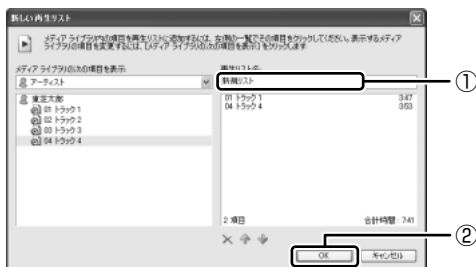 新しい再生リスト
メディア ライブラリ内の項目を再生リストに追加するには、左側の一覧でその項目をクリックしてください。表示するメディア
ライブラリの項目を変更するには、[メディア ライブラリの次の項目を表示] をクリックします
メディア ライブラリの次の項目を表示:
再生リスト名:
アーティスト
新規リスト
①
東芝太郎
01 トラック 1
02 トラック 2
03 トラック 3
04 トラック 4
01 トラック 1 3:47
04 トラック 4 3:53
2 項目 合計時間: 7:41
②
OK キャンセル